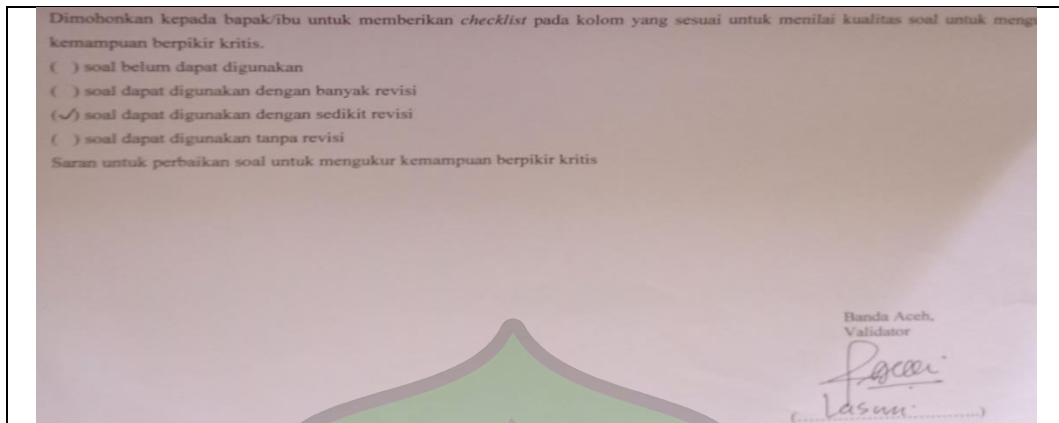 Dimohonkan kepada bapak/ibu untuk memberikan checklist pada kolom yang sesuai untuk menilai kualitas soal untuk mengu
kemampuan berpikir kritis.
( ) soal belum dapat digunakan
( ) soal dapat digunakan dengan banyak revisi
(✓) soal dapat digunakan dengan sedikit revisi
( ) soal dapat digunakan tanpa revisi
Saran untuk perbaikan soal untuk mengukur kemampuan berpikir kritis
Banda Aceh,
Validator
(....Lasmi....)